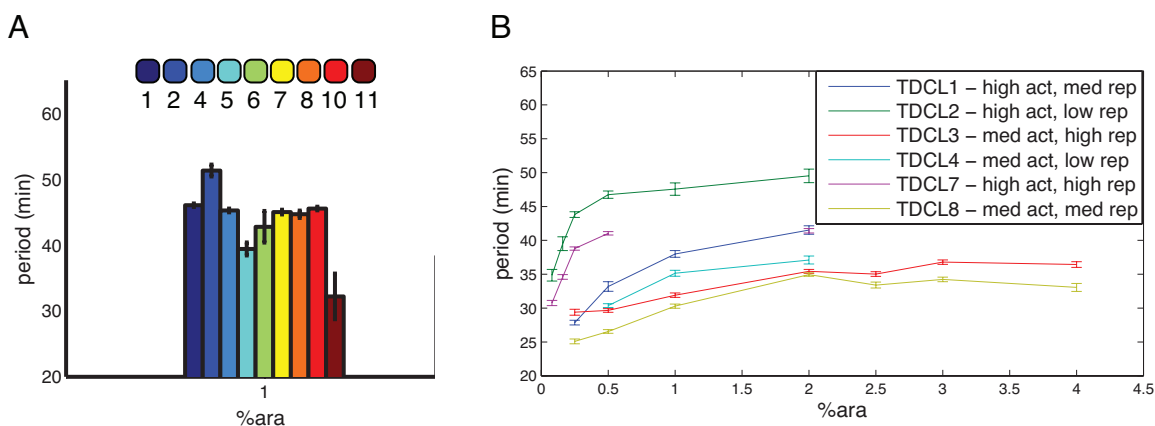 A
1 2 4 5 6 7 8 10 11
60
50
40
30
20
period (min)
1
%ara
B
65
60
55
50
45
40
35
30
25
20
period (min)
TDCL1 – high act, med rep
TDCL2 – high act, low rep
TDCL3 – med act, high rep
TDCL4 – med act, low rep
TDCL7 – high act, high rep
TDCL8 – med act, med rep
0 0.5 1 1.5 2 2.5 3 3.5 4 4.5
%ara